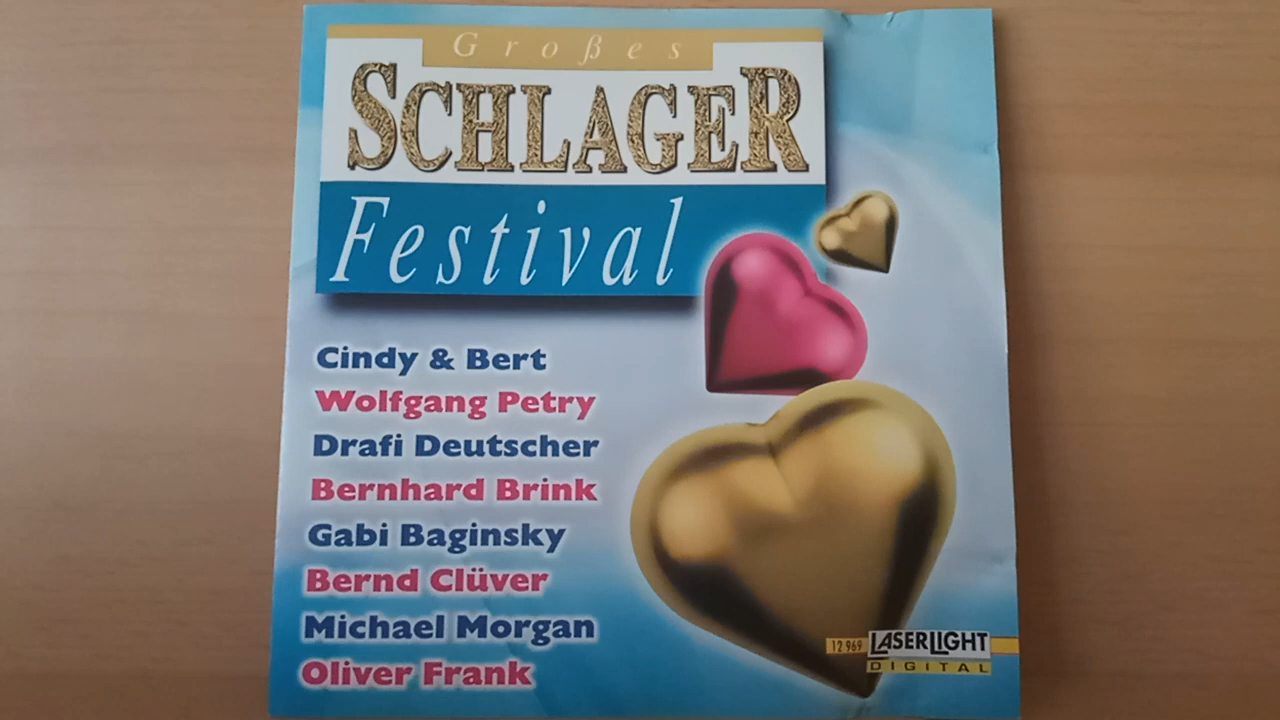 Großes
SCHLAGER
Festival
Cindy & Bert
Wolfgang Petry
Drafi Deutscher
Bernhard Brink
Gabi Baginsky
Bernd Clüver
Michael Morgan
Oliver Frank
12 969 LASERLIGHT
DIGITAL